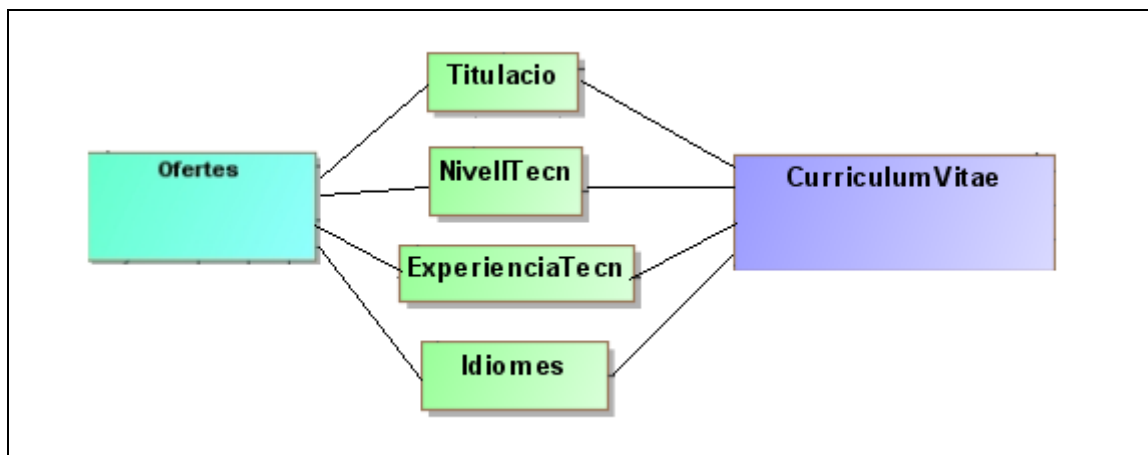 Titulacio
Ofertes
NivellTecn
CurriculumVitae
ExperienciaTecn
Idiomes